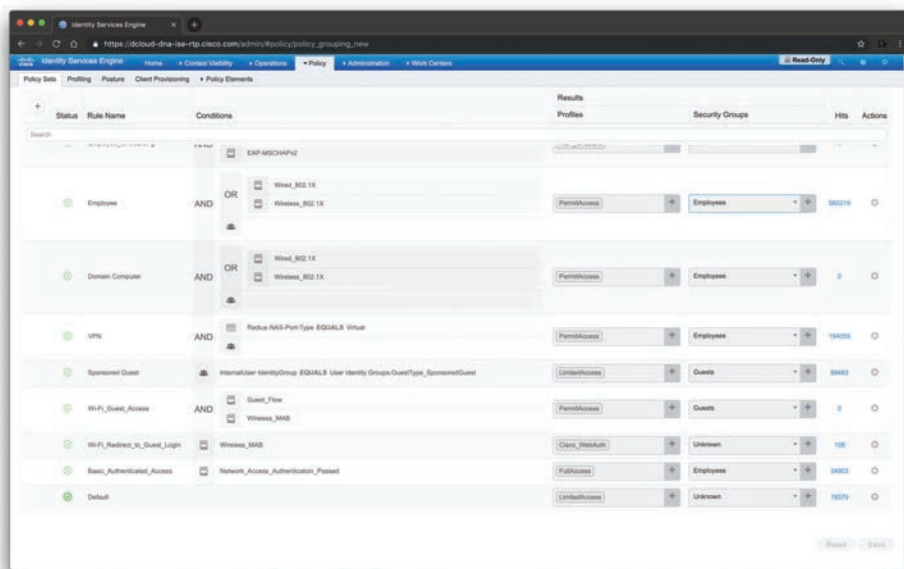 Identity Services Engine
https://dcloud-dna-ise-rtp.cisco.com/admin/#policy/policy_grouping_new
cisco Identity Services Engine Home Context Visibility Operations Policy Administration Work Centers Read-Only
Policy Sets Profiling Posture Client Provisioning Policy Elements
Results
Status Rule Name Conditions Profiles Security Groups Hits Actions
Search
EAP-MSCHAPv2
Wired_802.1X
OR
Wireless_802.1X
Employee AND PermitAccess Employees 560216
Wired_802.1X
OR
Wireless_802.1X
Domain Computer AND PermitAccess Employees 0
Radius·NAS-Port-Type EQUALS Virtual
VPN AND PermitAccess Employees
Sponsored Guest InternalUser·IdentityGroup EQUALS User Identity Groups:GuestType_SponsoredGuest LimitedAccess Guests
Guest_Flow
Wi-Fi_Guest_Access AND PermitAccess Guests 0
Wireless_MAB
Wi-Fi_Redirect_to_Guest_Login Wireless_MAB Cisco_WebAuth Unknown
Basic_Authenticated_Access Network_Access_Authentication_Passed FullAccess Employees
Default LimitedAccess Unknown
Reset Save